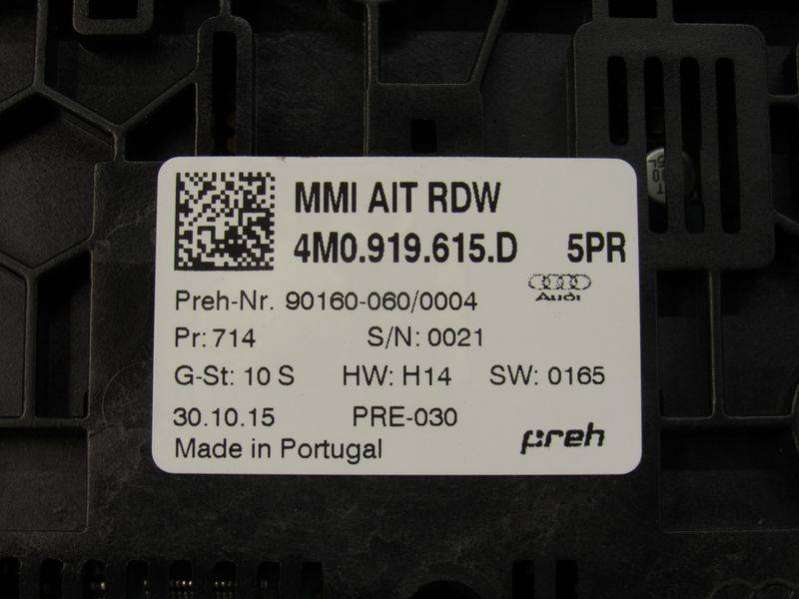 MMI AIT RDW
4M0.919.615.D 5PR
Audi
Preh-Nr. 90160-060/0004
Pr: 714 S/N: 0021
G-St: 10 S HW: H14 SW: 0165
30.10.15 PRE-030
preh
Made in Portugal